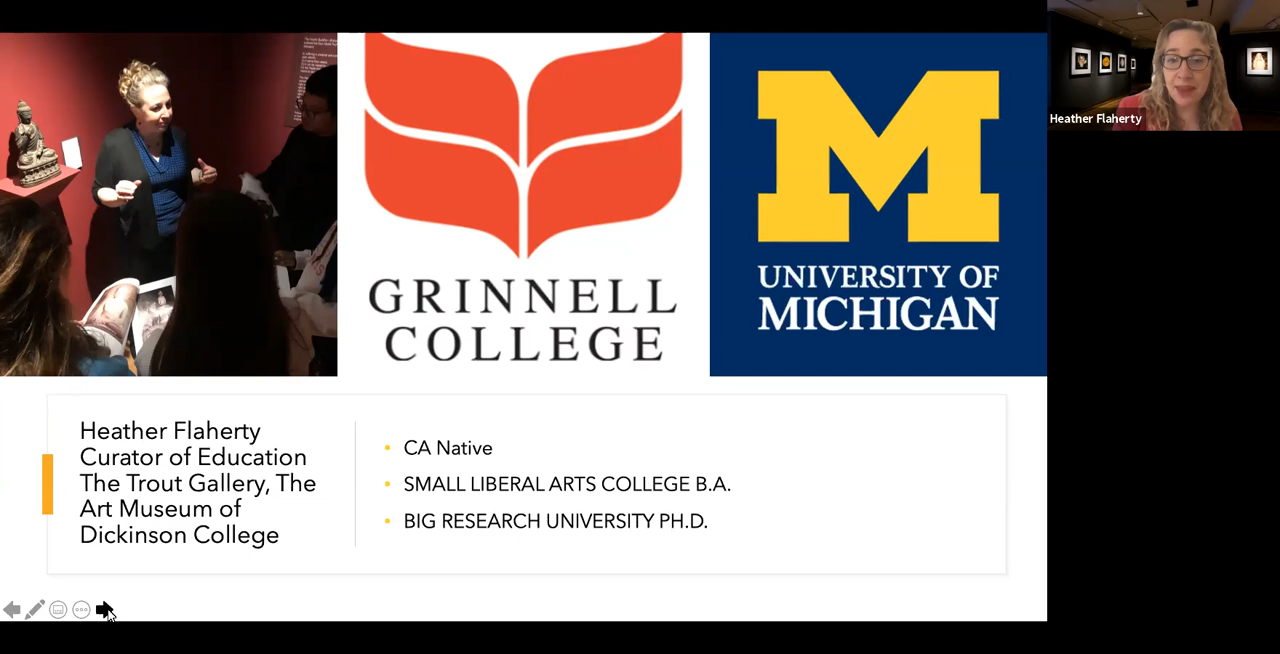 GRINNELL
COLLEGE
M
UNIVERSITY OF
MICHIGAN
Heather Flaherty
Heather Flaherty
Curator of Education
The Trout Gallery, The
Art Museum of
Dickinson College
• CA Native
• SMALL LIBERAL ARTS COLLEGE B.A.
• BIG RESEARCH UNIVERSITY PH.D.